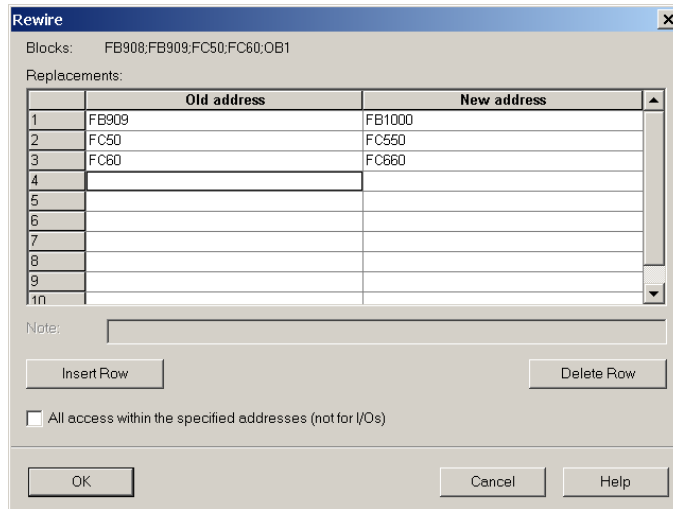 Rewire
Blocks: FB908;FB909;FC50;FC60;OB1
Replacements:
Old address New address
1 FB909 FB1000
2 FC50 FC550
3 FC60 FC660
4
5
6
7
8
9
10
Note:
Insert Row Delete Row
All access within the specified addresses (not for I/Os)
OK Cancel Help